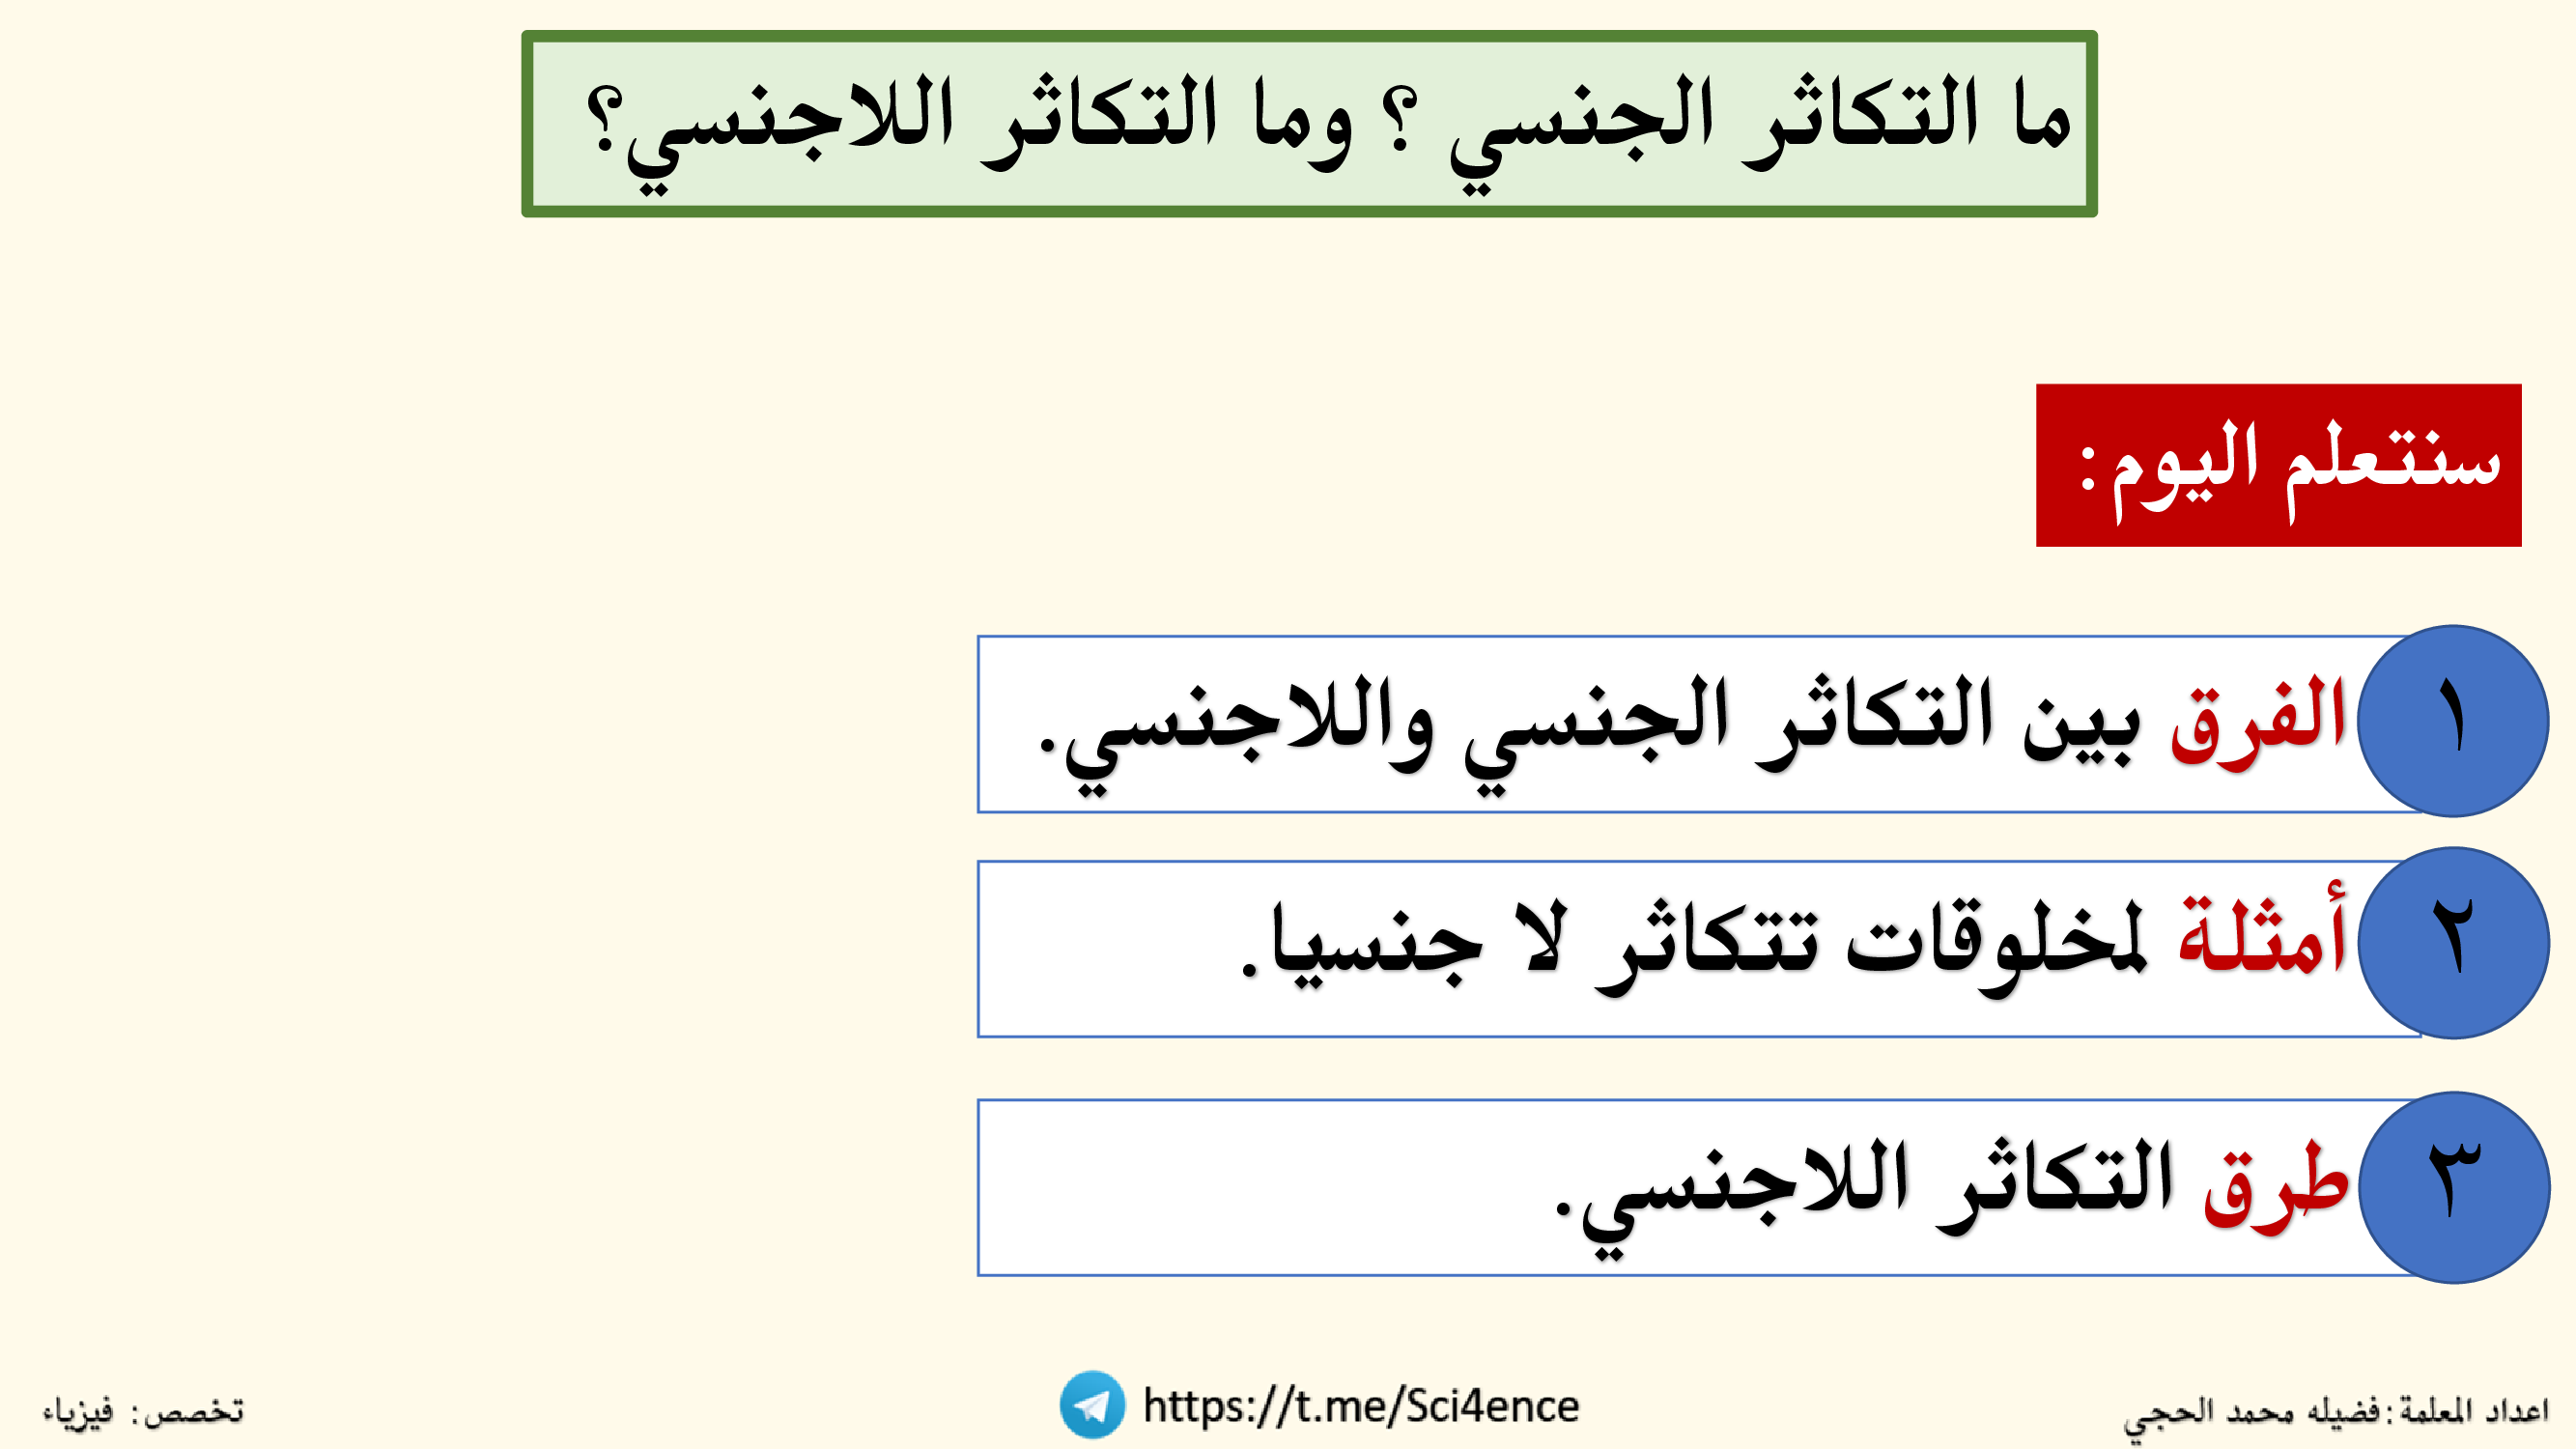 ما التكاثر الجنسي ؟ وما التكاثر اللاجنسي؟
سنتعلم اليوم:
١
الفرق بين التكاثر الجنسي واللاجنسي.
٢
أمثلة لمخلوقات تتكاثر لا جنسيا.
٣
طرق التكاثر اللاجنسي.
اعداد المعلمة:فضيله محمد الحجي
https://t.me/Sci4ence
تخصص: فيزياء